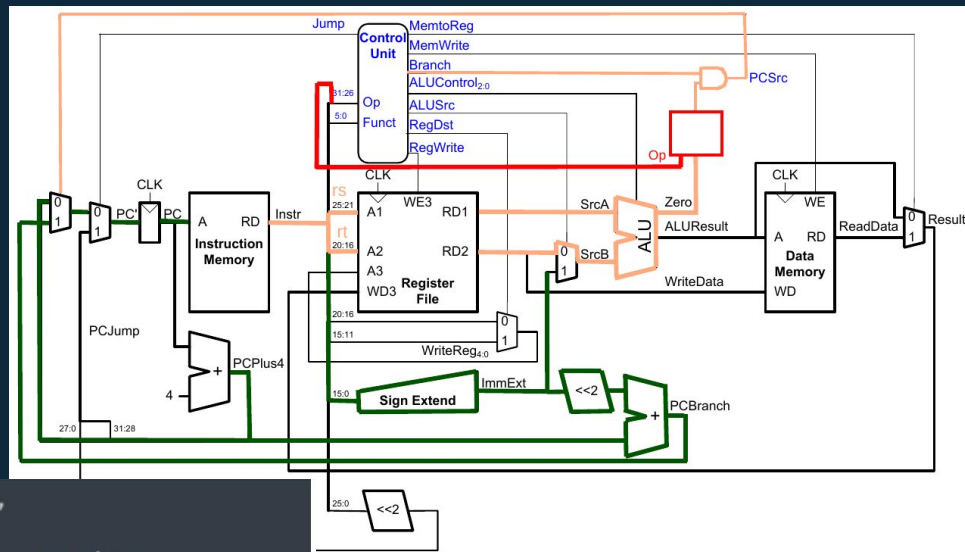 Jump
MemtoReg
Control
Unit
MemWrite
Branch
PCSrc
ALUControl2:0
31:26
Op
ALUSrc
5:0
Funct
RegDst
RegWrite
Op
CLK
rs
25:21
A1
WE3
RD1
SrcA
Zero
CLK
WE
CLK
0
1
0
1
PC'
PC
A
RD
Instr
Instruction
Memory
rt
20:16
A2
RD2
0
1
SrcB
ALU
ALUResult
A
RD
ReadData
0
1
Result
A3
WD3
Register
File
Data
Memory
WriteData
WD
20:16
15:11
0
1
WriteReg4:0
PCJump
PCPlus4
+
4
15:0
Sign Extend
ImmExt
<<2
+
PCBranch
27:0
31:28
25:0
<<2